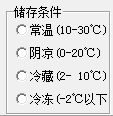 储存条件
常温(10-30℃)
阴凉(0-20℃)
冷藏(2- 10℃)
冷冻(-2℃以下